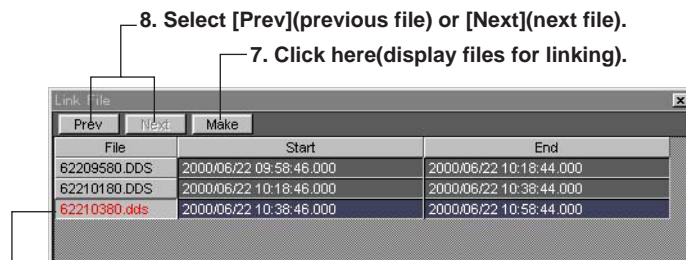 8. Select [Prev](previous file) or [Next](next file).
7. Click here(display files for linking).
Link File
Prev Next Make
File Start End
62209580.DDS 2000/06/22 09:58:46.000 2000/06/22 10:18:44.000
62210180.DDS 2000/06/22 10:18:46.000 2000/06/22 10:38:44.000
62210380.dds 2000/06/22 10:38:46.000 2000/06/22 10:58:44.000